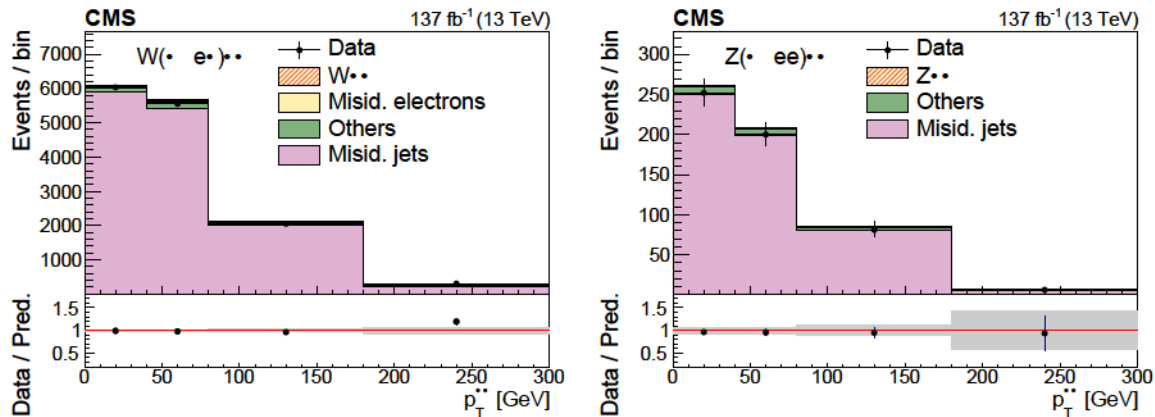 CMS 137 fb⁻¹ (13 TeV)
W(• e•)••
Data
W••
Misid. electrons
Others
Misid. jets
Events / bin
7000
6000
5000
4000
3000
2000
1000
Data / Pred.
1.5
1
0.5
0 50 100 150 200 250 300
p_T^•• [GeV]
CMS 137 fb⁻¹ (13 TeV)
Z(• ee)••
Data
Z••
Others
Misid. jets
Events / bin
300
250
200
150
100
50
Data / Pred.
1.5
1
0.5
0 50 100 150 200 250 300
p_T^•• [GeV]